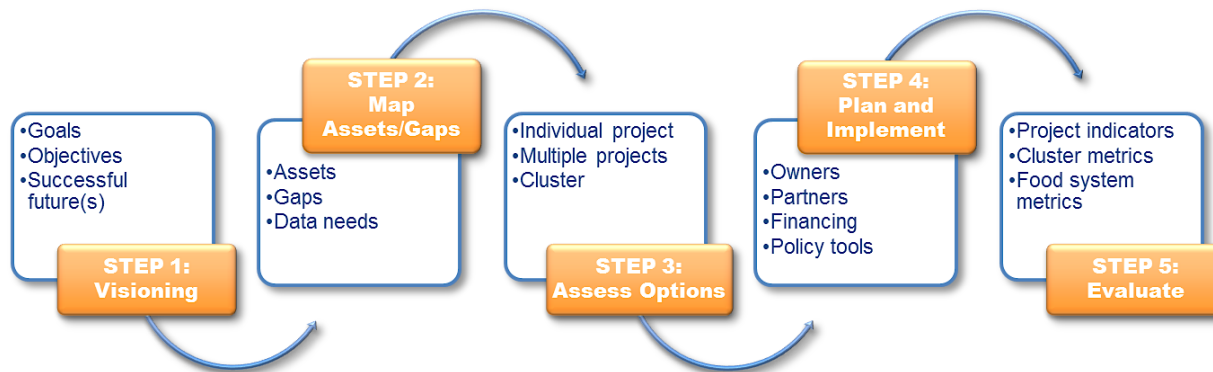 •Goals
•Objectives
•Successful
future(s)
STEP 1:
Visioning
STEP 2:
Map
Assets/Gaps
•Assets
•Gaps
•Data needs
•Individual project
•Multiple projects
•Cluster
STEP 3:
Assess Options
STEP 4:
Plan and
Implement
•Owners
•Partners
•Financing
•Policy tools
•Project indicators
•Cluster metrics
•Food system
metrics
STEP 5:
Evaluate